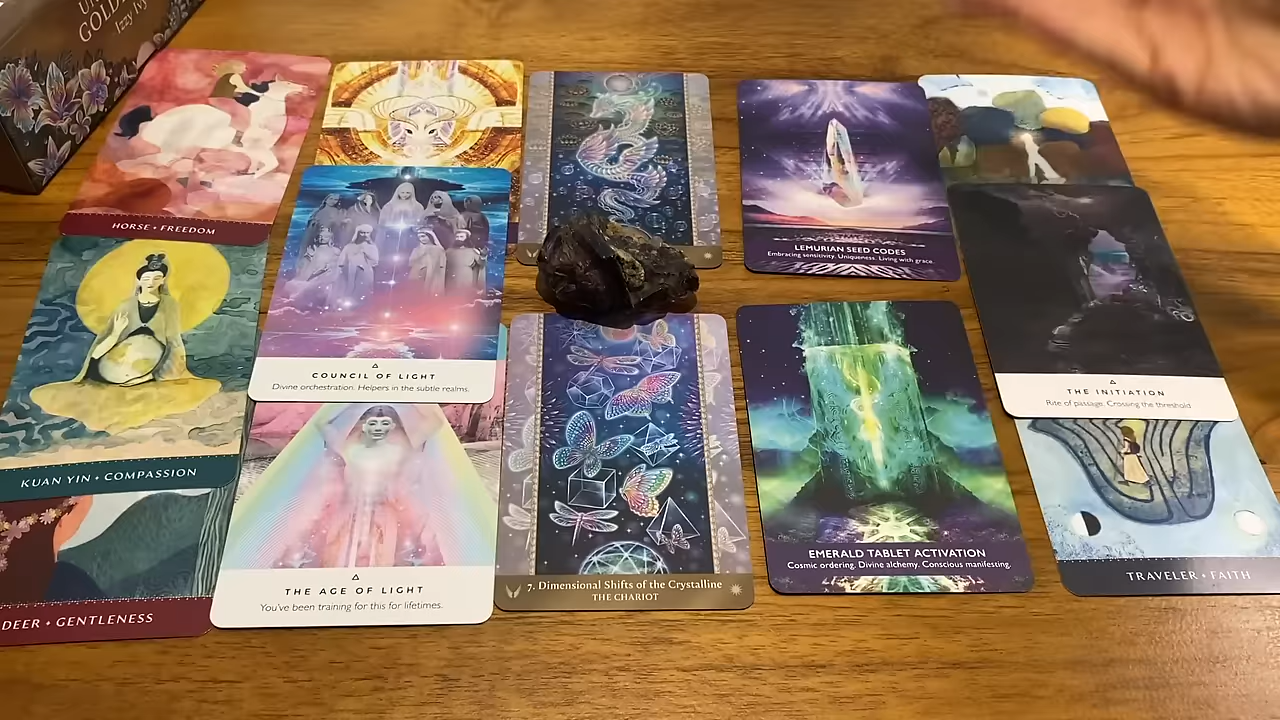 GOLDE
Izzy Ivy
HORSE • FREEDOM
KUAN YIN • COMPASSION
DEER • GENTLENESS
COUNCIL OF LIGHT
Divine orchestration. Helpers in the subtle realms.
THE AGE OF LIGHT
You've been training for this for lifetimes.
7. Dimensional Shifts of the Crystalline
THE CHARIOT
LEMURIAN SEED CODES
Embracing sensitivity. Uniqueness. Living with grace.
EMERALD TABLET ACTIVATION
Cosmic ordering. Divine alchemy. Conscious manifesting.
THE INITIATION
Rite of passage. Crossing the threshold
TRAVELER • FAITH